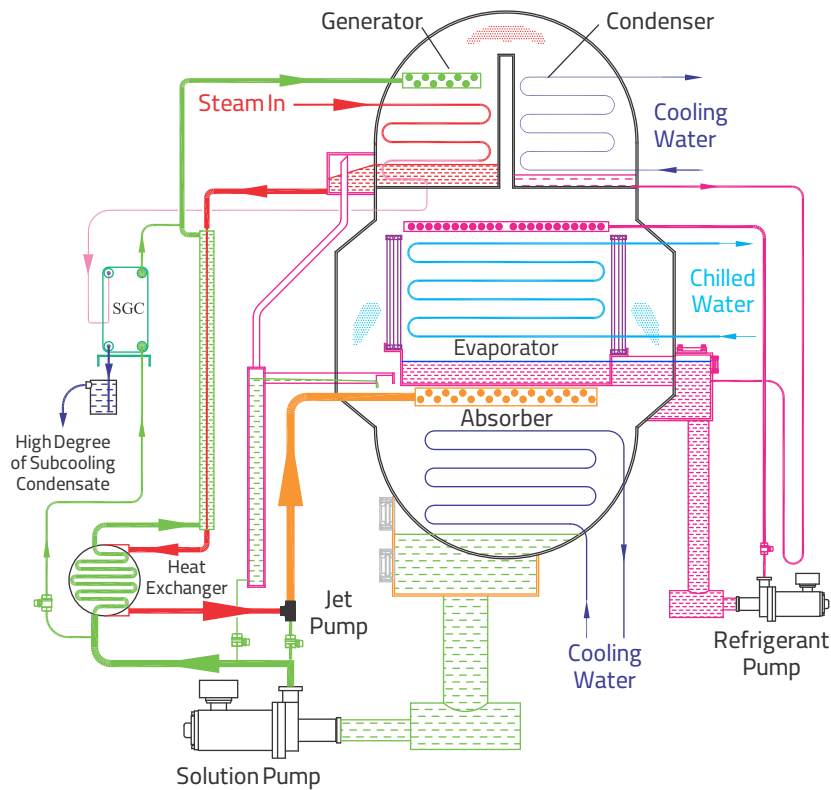 Generator
Condenser
Steam In
Cooling
Water
SGC
Chilled
Water
Evaporator
Absorber
High Degree
of Subcooling
Condensate
Heat
Exchanger
Jet
Pump
Cooling
Water
Refrigerant
Pump
Solution Pump